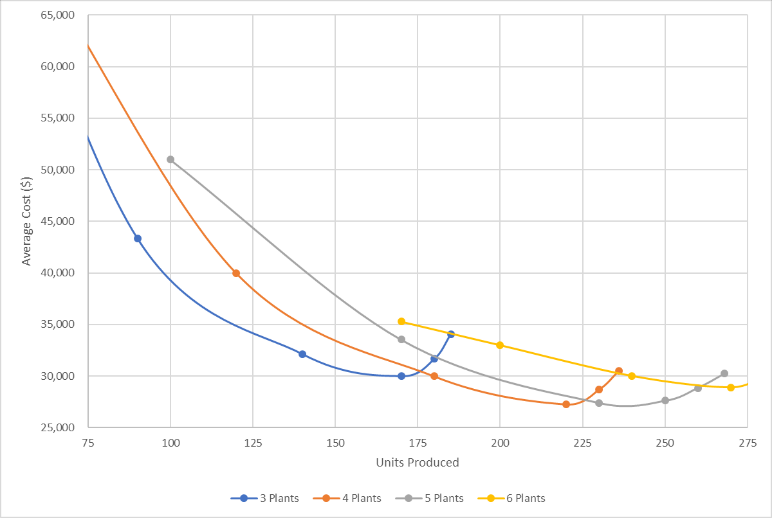 65,000
60,000
55,000
50,000
45,000
40,000
35,000
30,000
25,000
Average Cost ($)
75 100 125 150 175 200 225 250 275
Units Produced
3 Plants 4 Plants 5 Plants 6 Plants